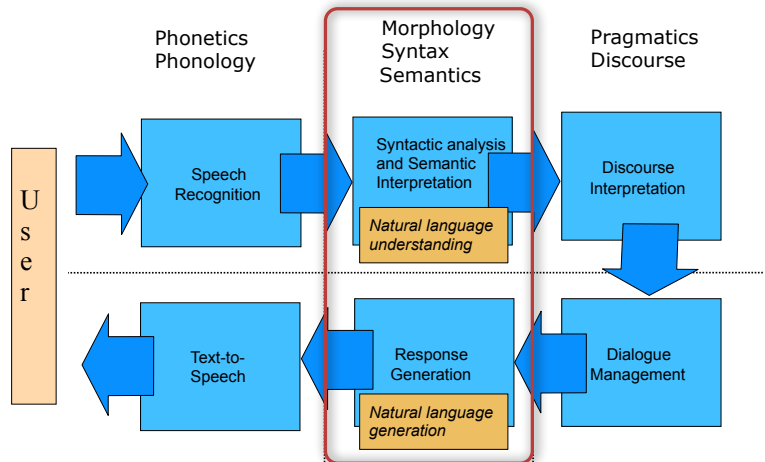 Phonetics
Phonology
Morphology
Syntax
Semantics
Pragmatics
Discourse
User
Speech
Recognition
Syntactic analysis
and Semantic
Interpretation
Natural language
understanding
Discourse
Interpretation
Text-to-
Speech
Response
Generation
Natural language
generation
Dialogue
Management